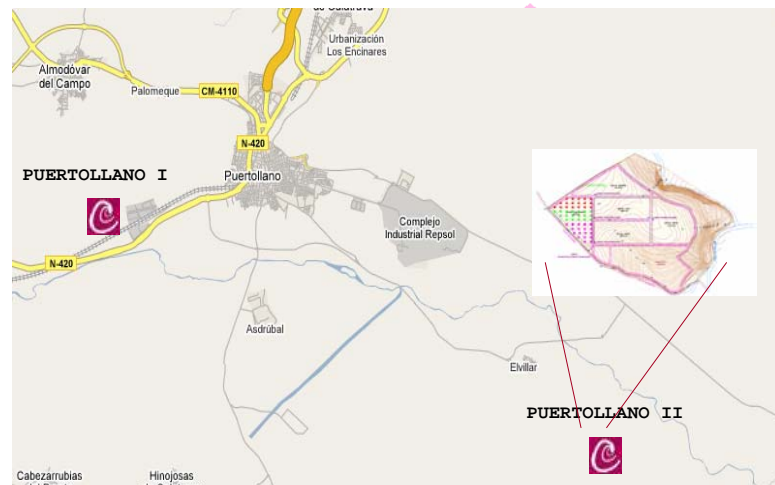 Urbanización
Los Encinares
Almodóvar
del Campo
Palomeque
CM-4110
N-420
PUERTOLLANO I
Puertollano
Complejo
Industrial Repsol
N-420
Asdrúbal
Elvillar
PUERTOLLANO II
Cabezarrubias
Hinojosas